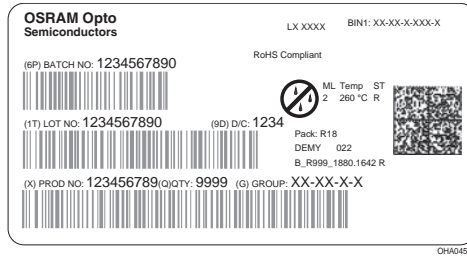 OSRAM Opto
Semiconductors
LX XXXX
BIN1: XX-XX-X-XXX-X
RoHS Compliant
(6P) BATCH NO: 1234567890
ML Temp ST
2 260 °C R
(1T) LOT NO: 1234567890 (9D) D/C: 1234
Pack: R18
DEMY 022
B_R999_1880.1642 R
(X) PROD NO: 123456789(Q)QTY: 9999 (G) GROUP: XX-XX-X-X